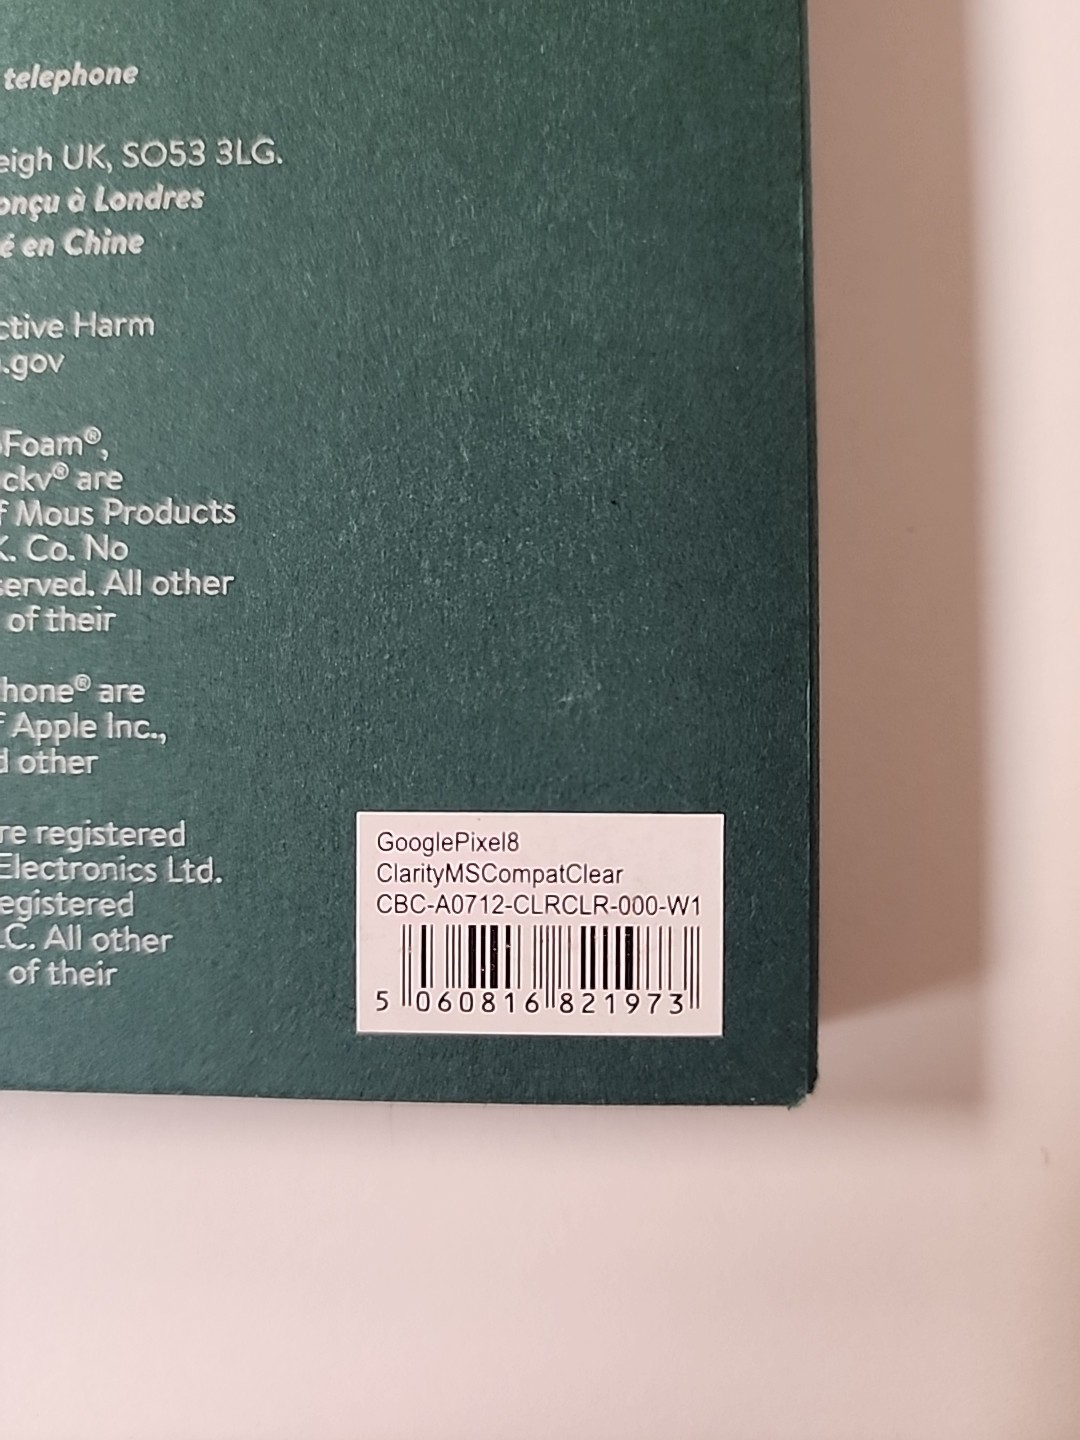 telephone
eigh UK, SO53 3LG.
onçu à Londres
é en Chine
ctive Harm
.gov
Foam®,
ckv® are
f Mous Products
K. Co. No
served. All other
of their
hone® are
f Apple Inc.,
d other
re registered
Electronics Ltd.
egistered
LC. All other
of their
GooglePixel8
ClarityMSCompatClear
CBC-A0712-CLRCLR-000-W1
5 060816 821973